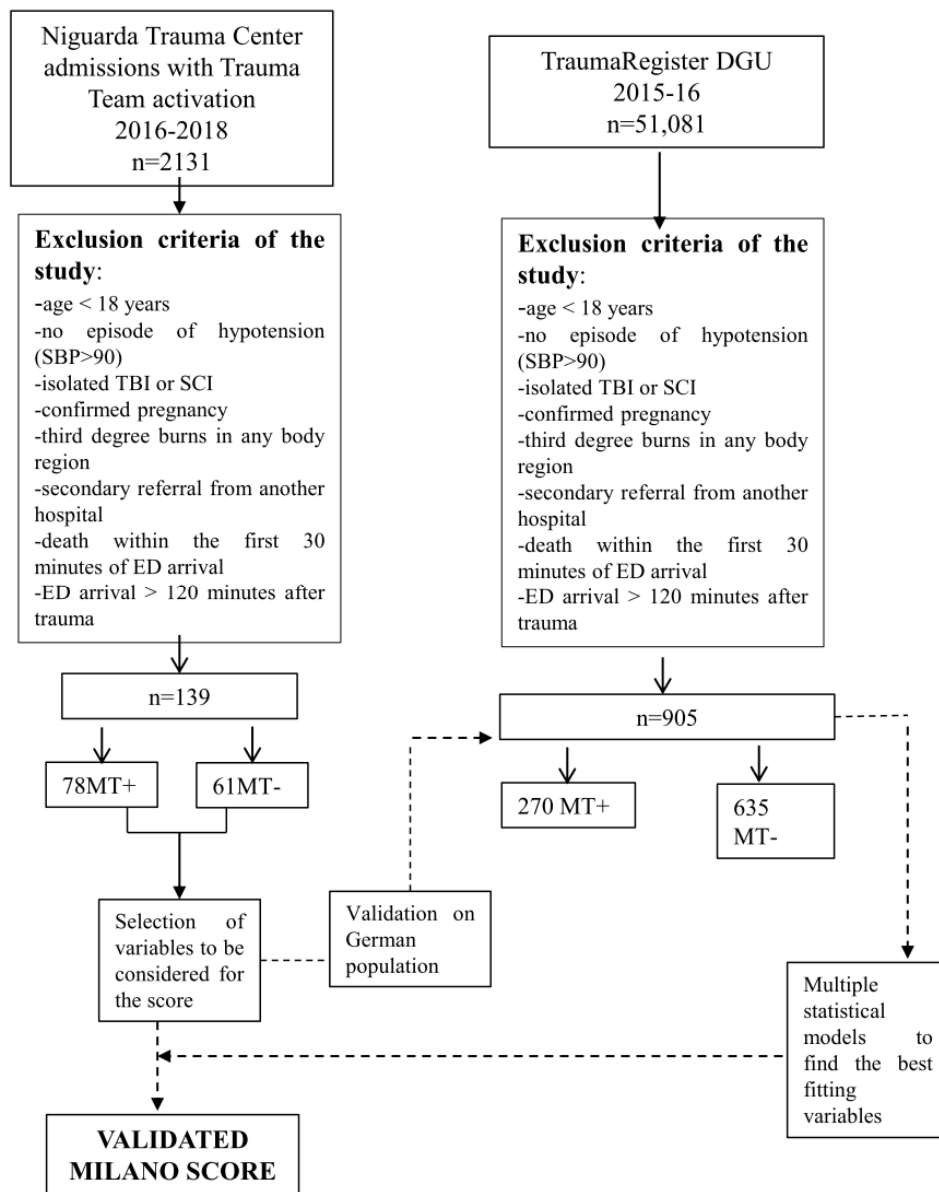 Niguarda Trauma Center
admissions with Trauma
Team activation
2016-2018
n=2131
TraumaRegister DGU
2015-16
n=51,081
Exclusion criteria of the
study:
-age < 18 years
-no episode of hypotension
(SBP>90)
-isolated TBI or SCI
-confirmed pregnancy
-third degree burns in any body
region
-secondary referral from another
hospital
-death within the first 30
minutes of ED arrival
-ED arrival > 120 minutes after
trauma
Exclusion criteria of the
study:
-age < 18 years
-no episode of hypotension
(SBP>90)
-isolated TBI or SCI
-confirmed pregnancy
-third degree burns in any body
region
-secondary referral from another
hospital
-death within the first 30
minutes of ED arrival
-ED arrival > 120 minutes after
trauma
n=139
n=905
78MT+
61MT-
270 MT+
635
MT-
Selection of
variables to be
considered for
the score
Validation on
German
population
Multiple
statistical
models to
find the best
fitting
variables
VALIDATED
MILANO SCORE